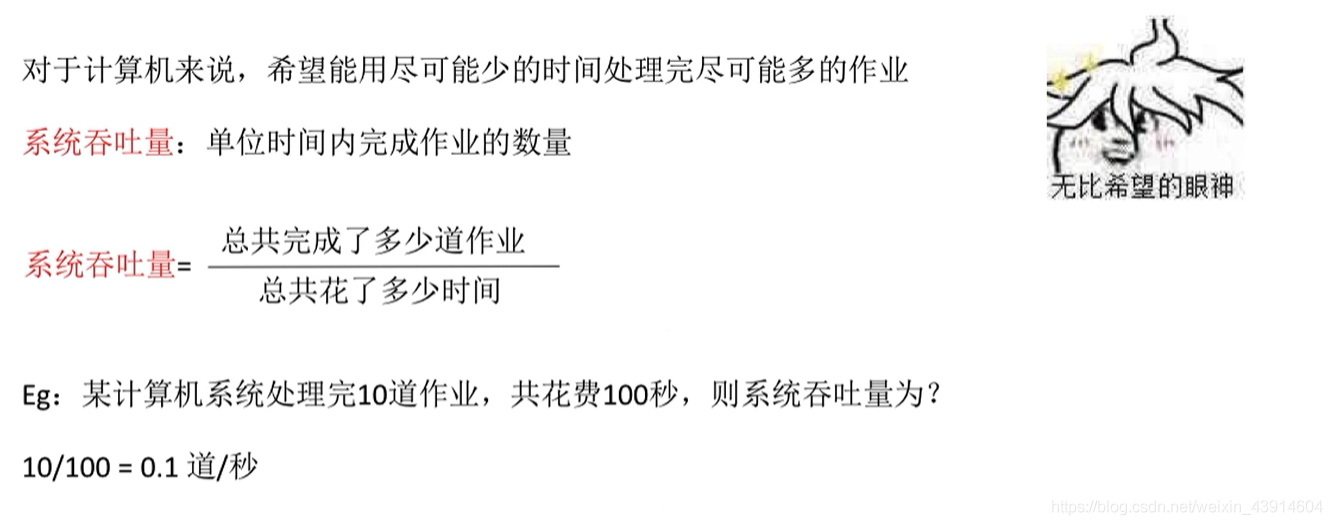 对于计算机来说，希望能用尽可能少的时间处理完尽可能多的作业
无比希望的眼神
系统吞吐量：单位时间内完成作业的数量
总共完成了多少道作业
系统吞吐量=
总共花了多少时间
Eg：某计算机系统处理完10道作业，共花费100秒，则系统吞吐量为？
10/100 = 0.1 道/秒
https://blog.csdn.net/weixin_43914604